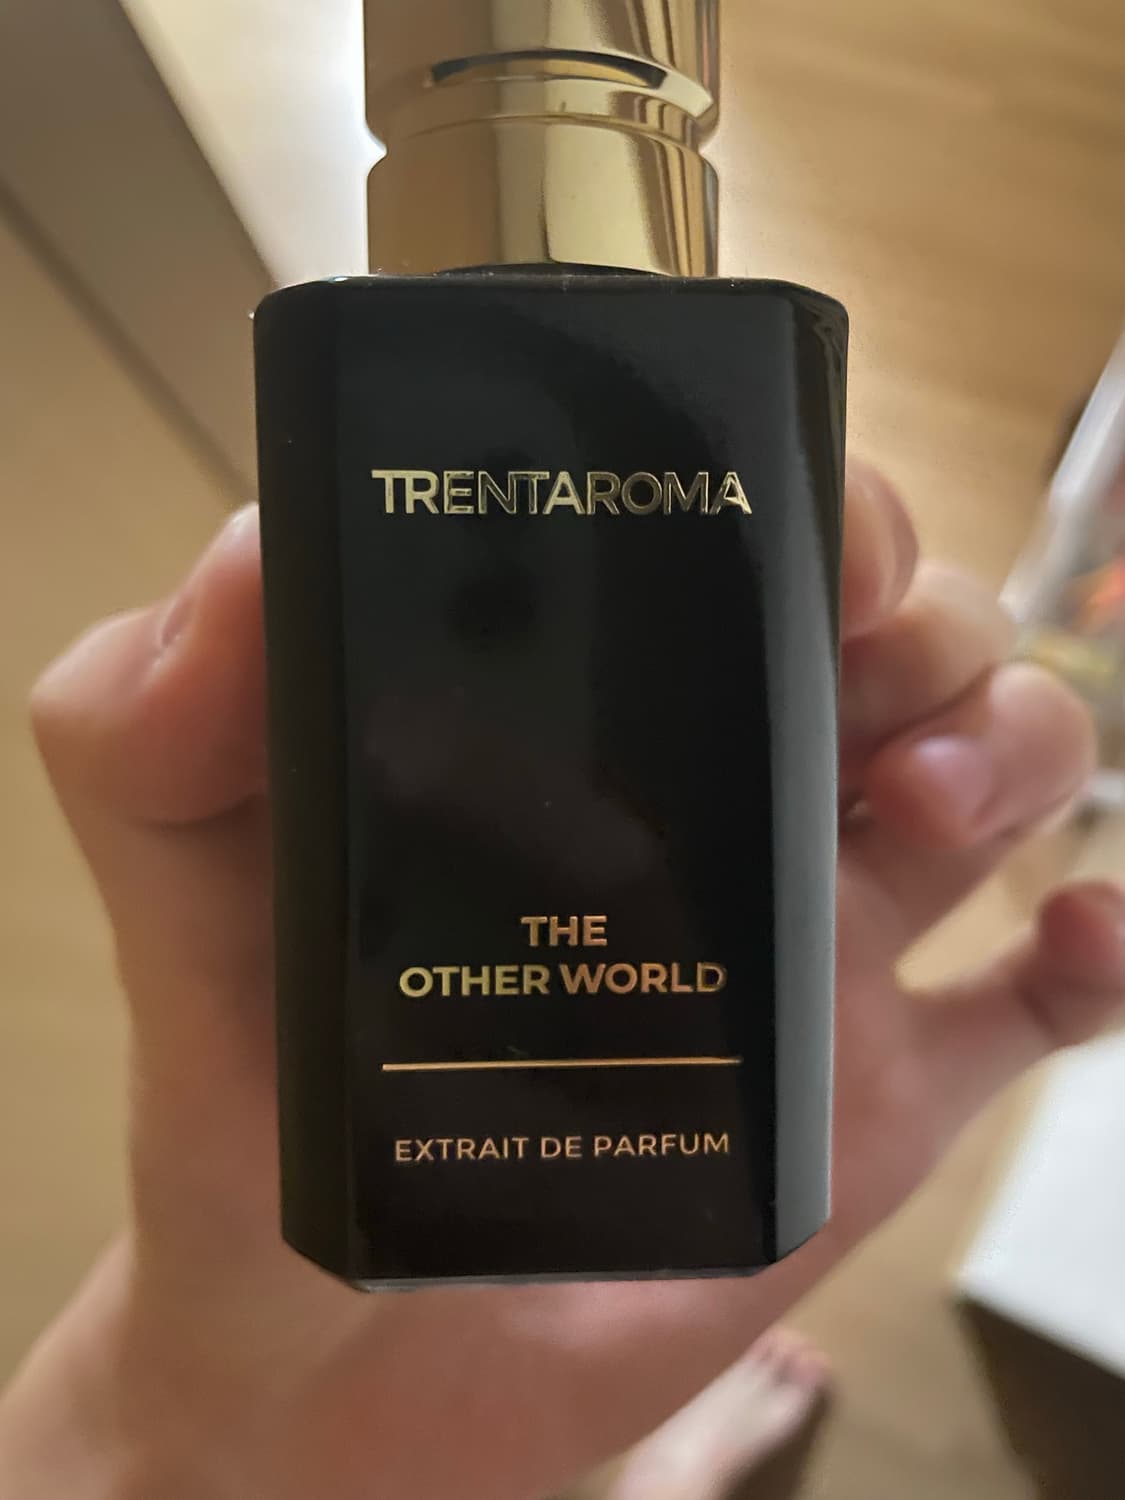 TRENTAROMA
THE
OTHER WORLD
EXTRAIT DE PARFUM